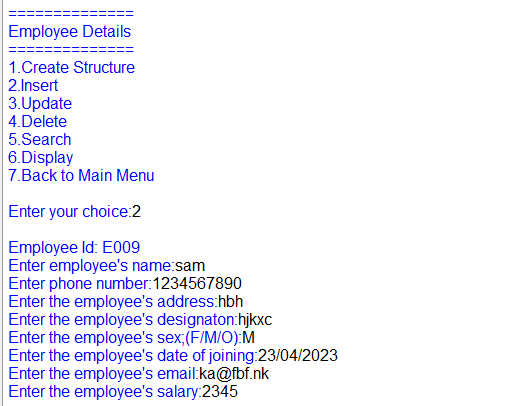 ==============
Employee Details
==============
1.Create Structure
2.Insert
3.Update
4.Delete
5.Search
6.Display
7.Back to Main Menu
Enter your choice:2
Employee Id: E009
Enter employee's name:sam
Enter phone number:1234567890
Enter the employee's address:hbh
Enter the employee's designaton:hjkxc
Enter the employee's sex;(F/M/O):M
Enter the employee's date of joining:23/04/2023
Enter the employee's email:ka@fbf.nk
Enter the employee's salary:2345